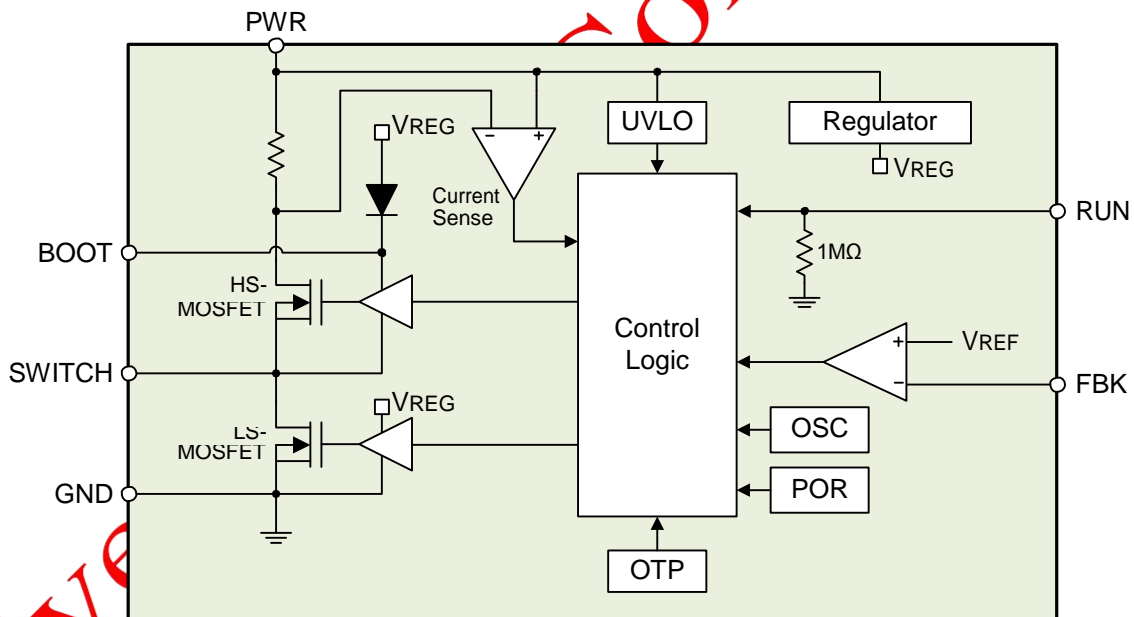 PWR
VREG
UVLO
Regulator
VREG
- +
Current
Sense
RUN
1MΩ
BOOT
HS-
MOSFET
Control
Logic
+
VREF
-
FBK
SWITCH
VREG
LS-
MOSFET
OSC
GND
POR
OTP